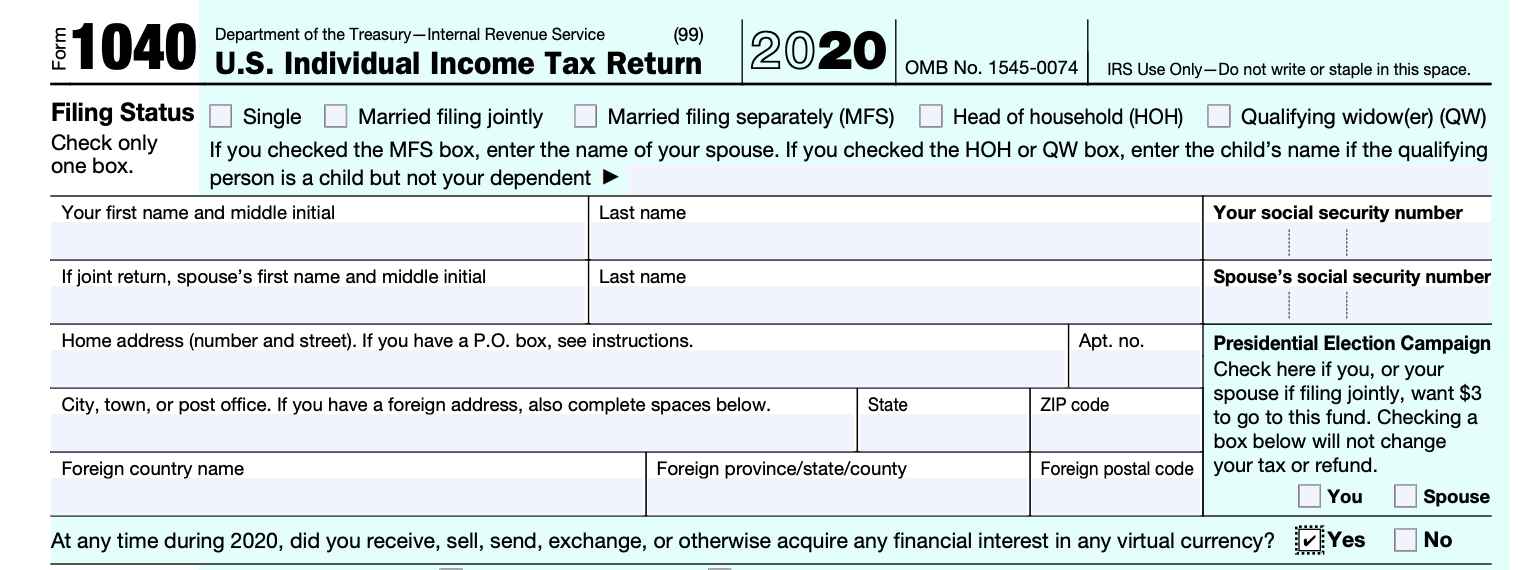 Form 1040 Department of the Treasury—Internal Revenue Service (99)
U.S. Individual Income Tax Return 2020 OMB No. 1545-0074 IRS Use Only—Do not write or staple in this space.
Filing Status
Check only
one box.
Single Married filing jointly Married filing separately (MFS) Head of household (HOH) Qualifying widow(er) (QW)
If you checked the MFS box, enter the name of your spouse. If you checked the HOH or QW box, enter the child’s name if the qualifying
person is a child but not your dependent ▶
Your first name and middle initial Last name Your social security number
If joint return, spouse’s first name and middle initial Last name Spouse’s social security number
Home address (number and street). If you have a P.O. box, see instructions. Apt. no.
City, town, or post office. If you have a foreign address, also complete spaces below. State ZIP code
Foreign country name Foreign province/state/county Foreign postal code
Presidential Election Campaign
Check here if you, or your
spouse if filing jointly, want $3
to go to this fund. Checking a
box below will not change
your tax or refund.
You Spouse
At any time during 2020, did you receive, sell, send, exchange, or otherwise acquire any financial interest in any virtual currency? ✔ Yes No